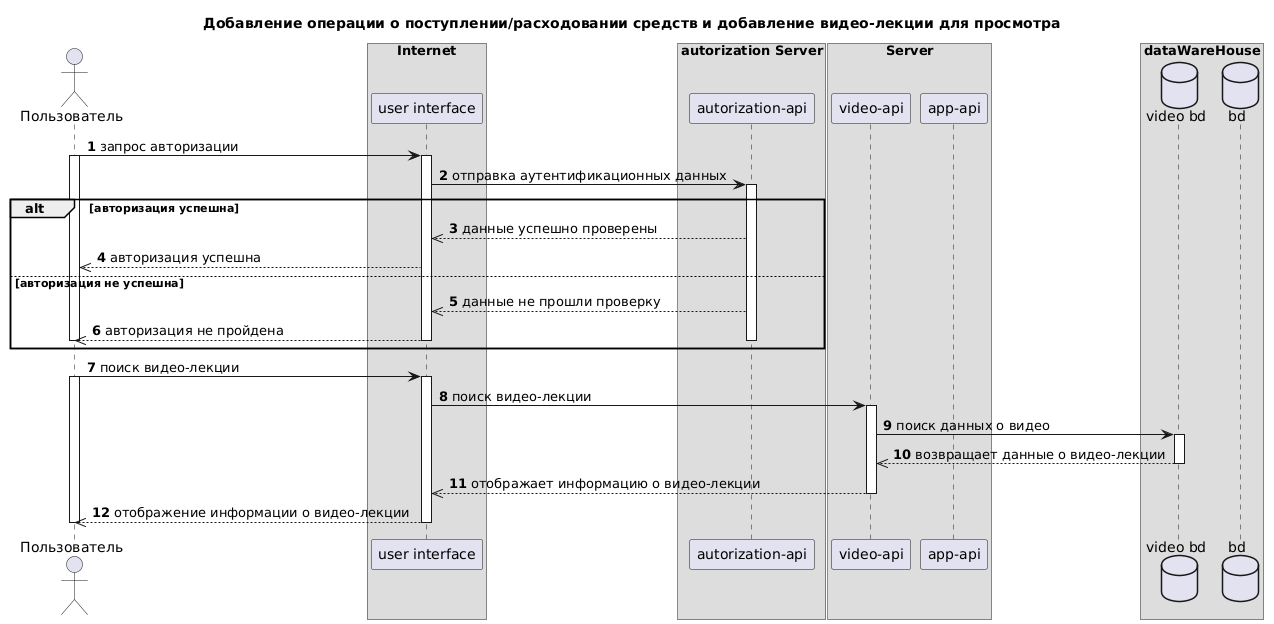 Добавление операции о поступлении/расходовании средств и добавление видео-лекции для просмотра
Internet
autorization Server
Server
dataWareHouse
Пользователь
user interface
autorization-api
video-api
app-api
video bd
bd
1 запрос авторизации
2 отправка аутентификационных данных
alt
[авторизация успешна]
3 данные успешно проверены
4 авторизация успешна
[авторизация не успешна]
5 данные не прошли проверку
6 авторизация не пройдена
7 поиск видео-лекции
8 поиск видео-лекции
9 поиск данных о видео
10 возвращает данные о видео-лекции
11 отображает информацию о видео-лекции
12 отображение информации о видео-лекции
Пользователь
user interface
autorization-api
video-api
app-api
video bd
bd